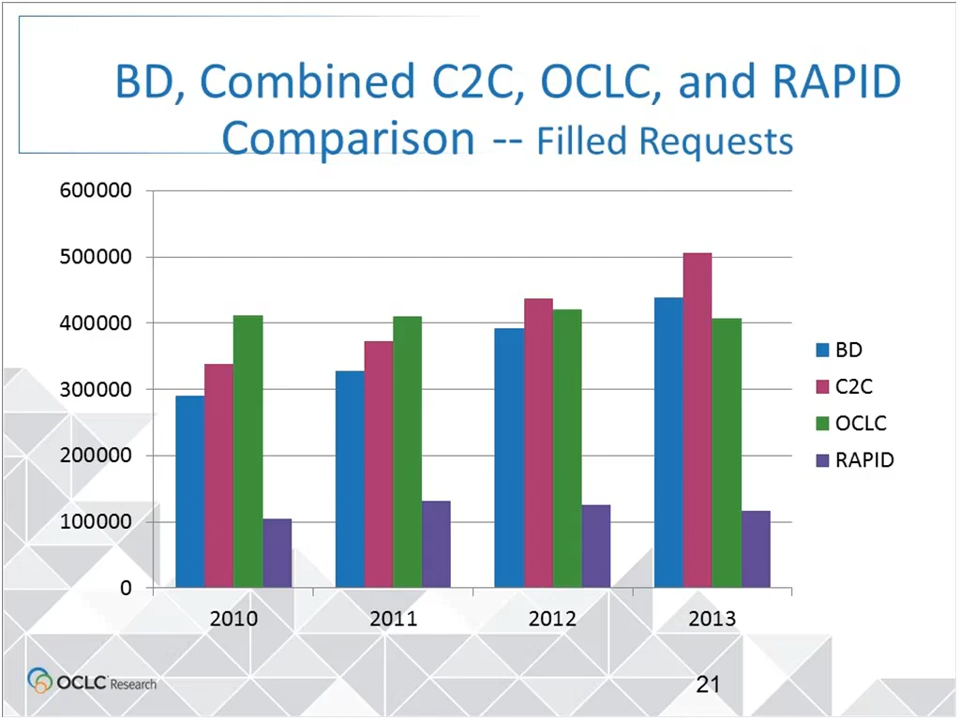 BD, Combined C2C, OCLC, and RAPID
Comparison -- Filled Requests
600000
500000
400000
300000
200000
100000
0
2010
2011
2012
2013
BD
C2C
OCLC
RAPID
OCLC Research
21